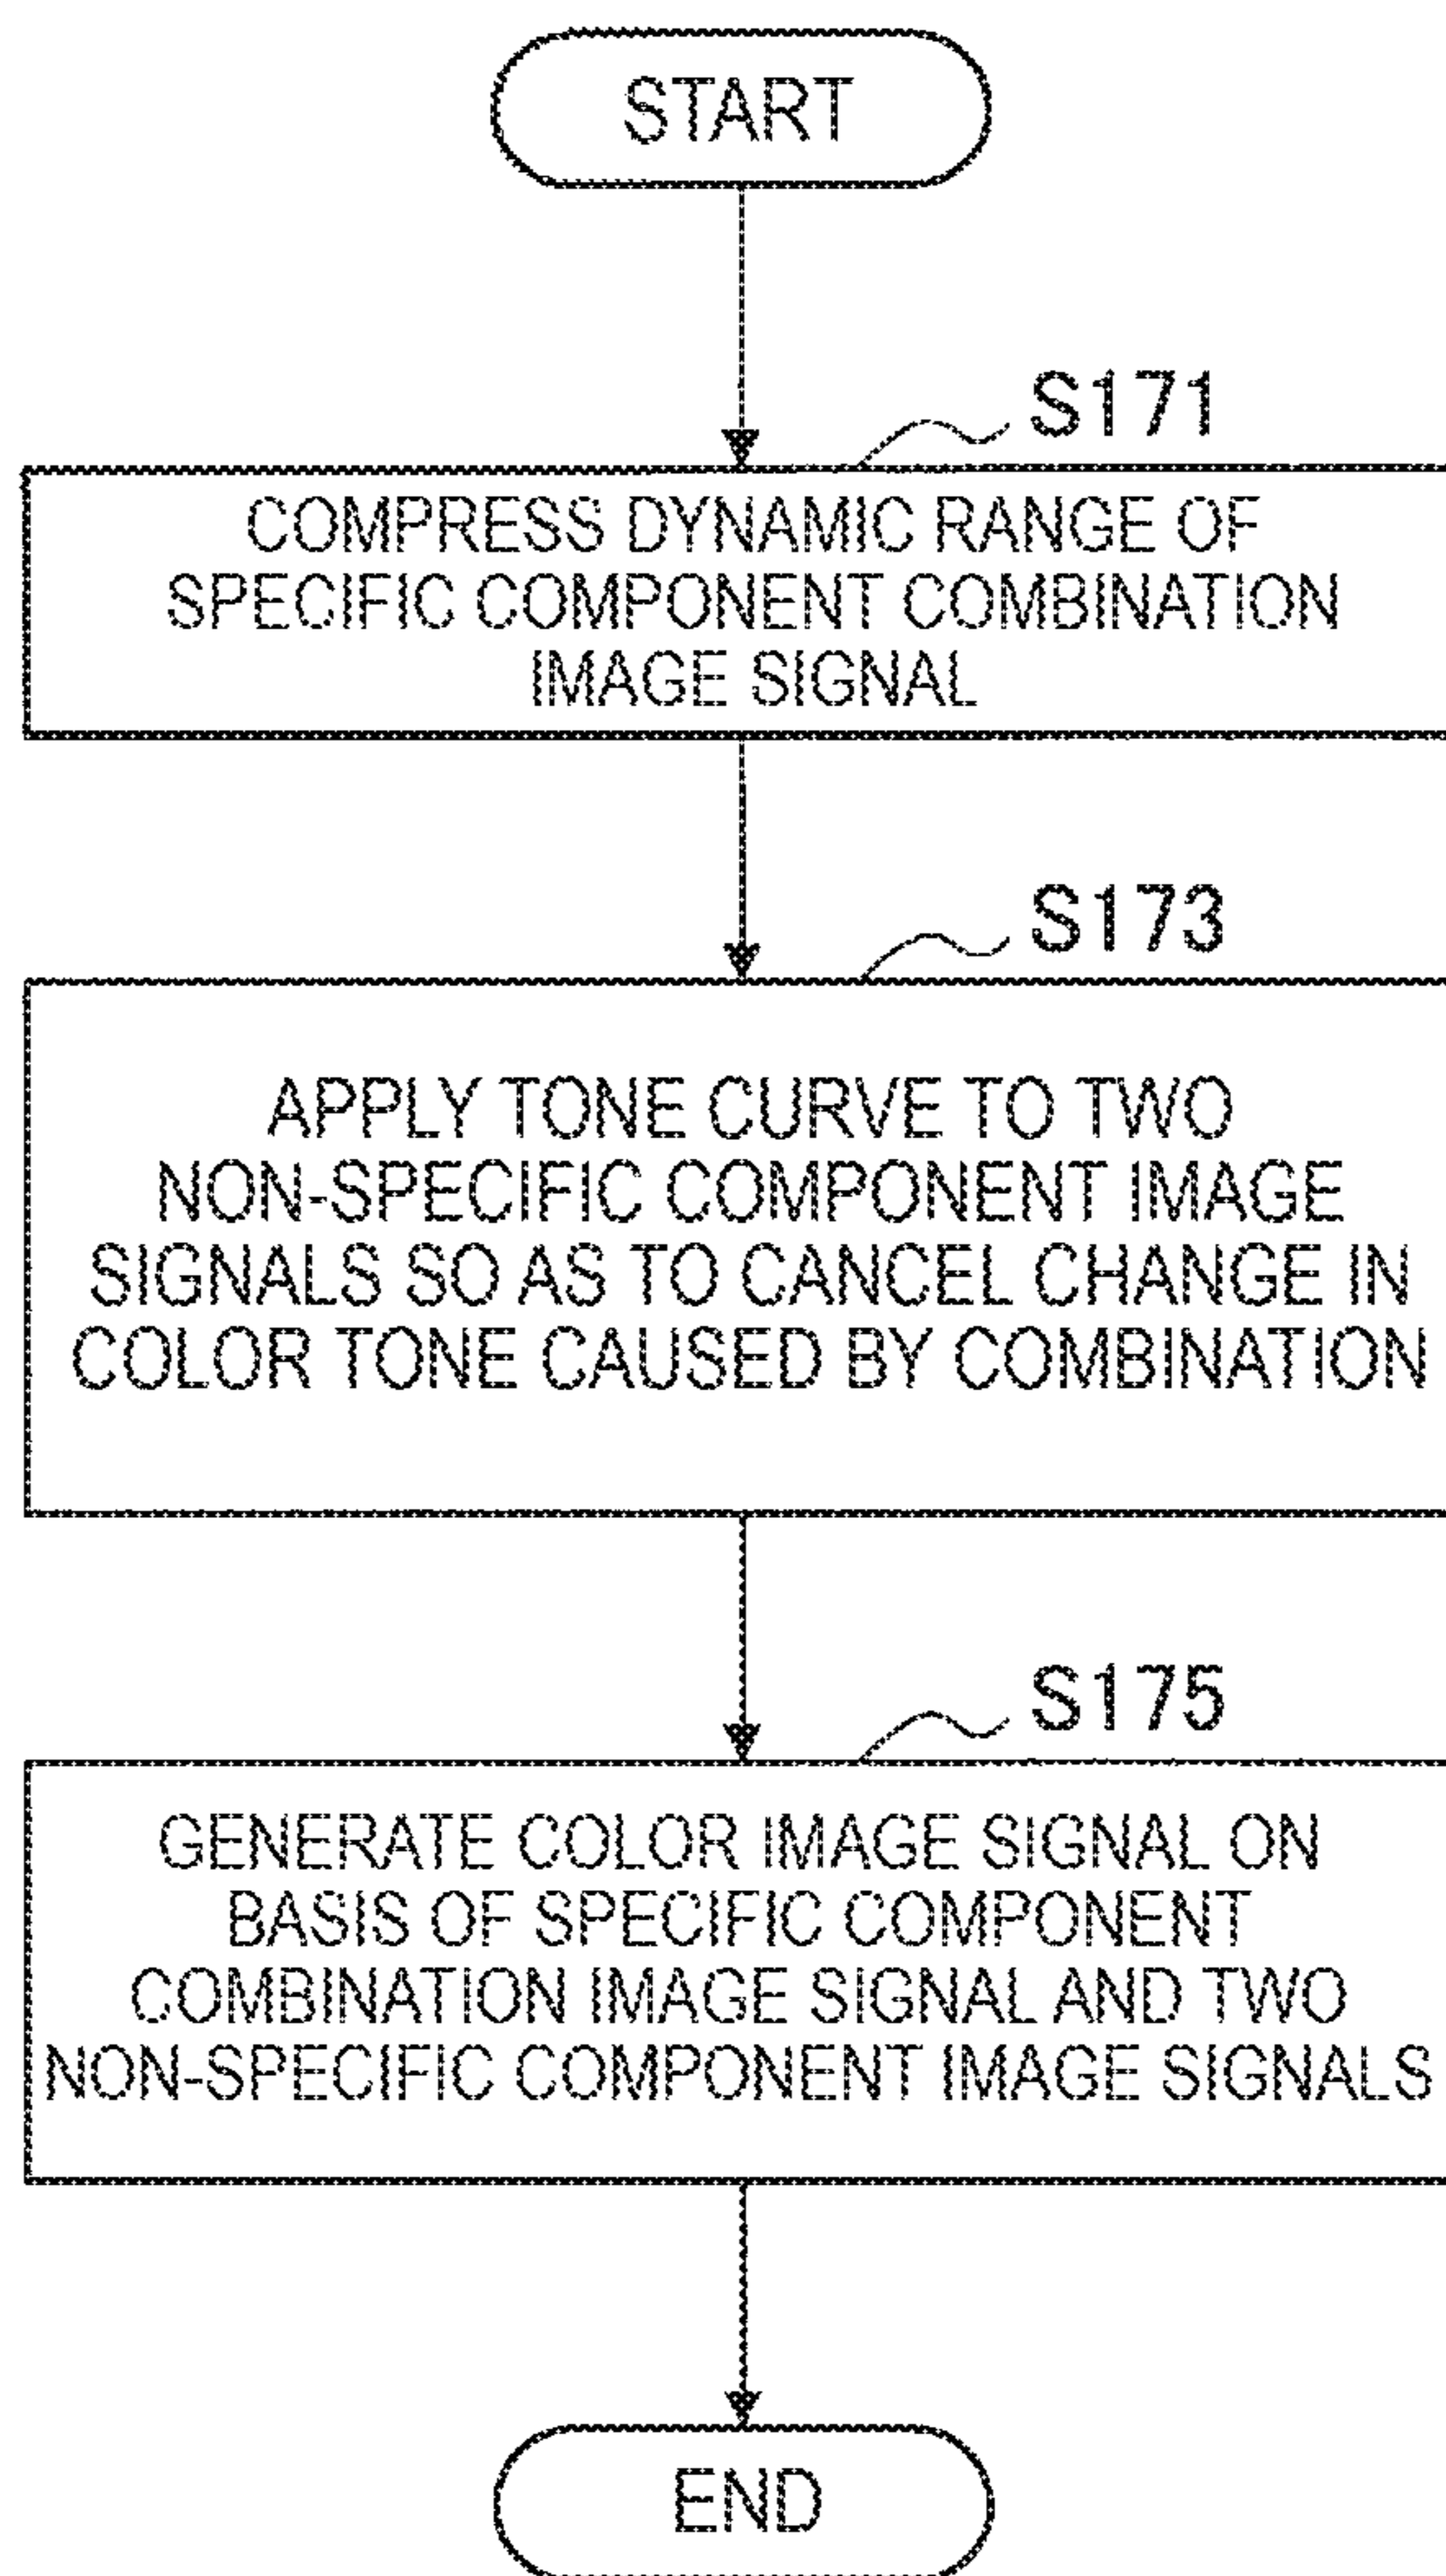 START
S171
COMPRESS DYNAMIC RANGE OF
SPECIFIC COMPONENT COMBINATION
IMAGE SIGNAL
S173
APPLY TONE CURVE TO TWO
NON-SPECIFIC COMPONENT IMAGE
SIGNALS SO AS TO CANCEL CHANGE IN
COLOR TONE CAUSED BY COMBINATION
S175
GENERATE COLOR IMAGE SIGNAL ON
BASIS OF SPECIFIC COMPONENT
COMBINATION IMAGE SIGNAL AND TWO
NON-SPECIFIC COMPONENT IMAGE SIGNALS
END